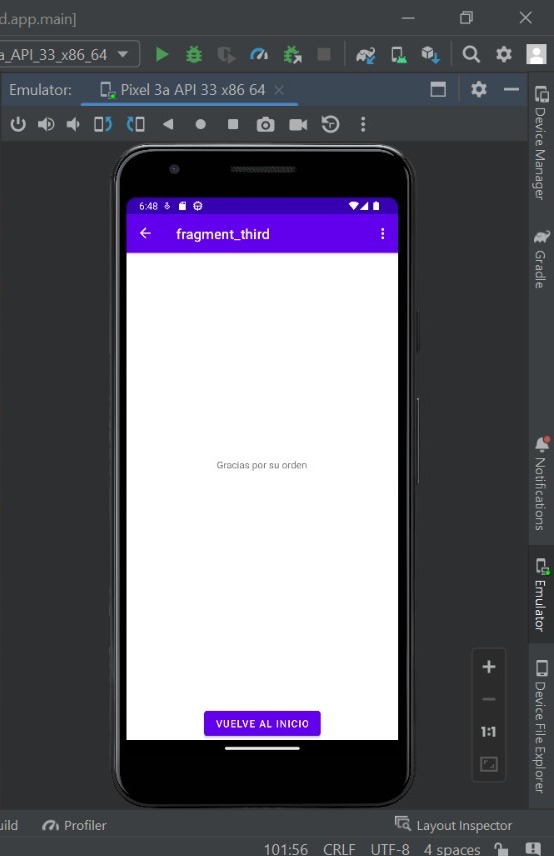 d.app.main]
a_API_33_x86_64
Emulator: Pixel 3a API 33 x86 64
Device Manager
Gradle
6:48
fragment_third
Gracias por su orden
Notifications
Emulator
VUELVE AL INICIO
1:1
Device File Explorer
uild Profiler Layout Inspector
101:56 CRLF UTF-8 4 spaces